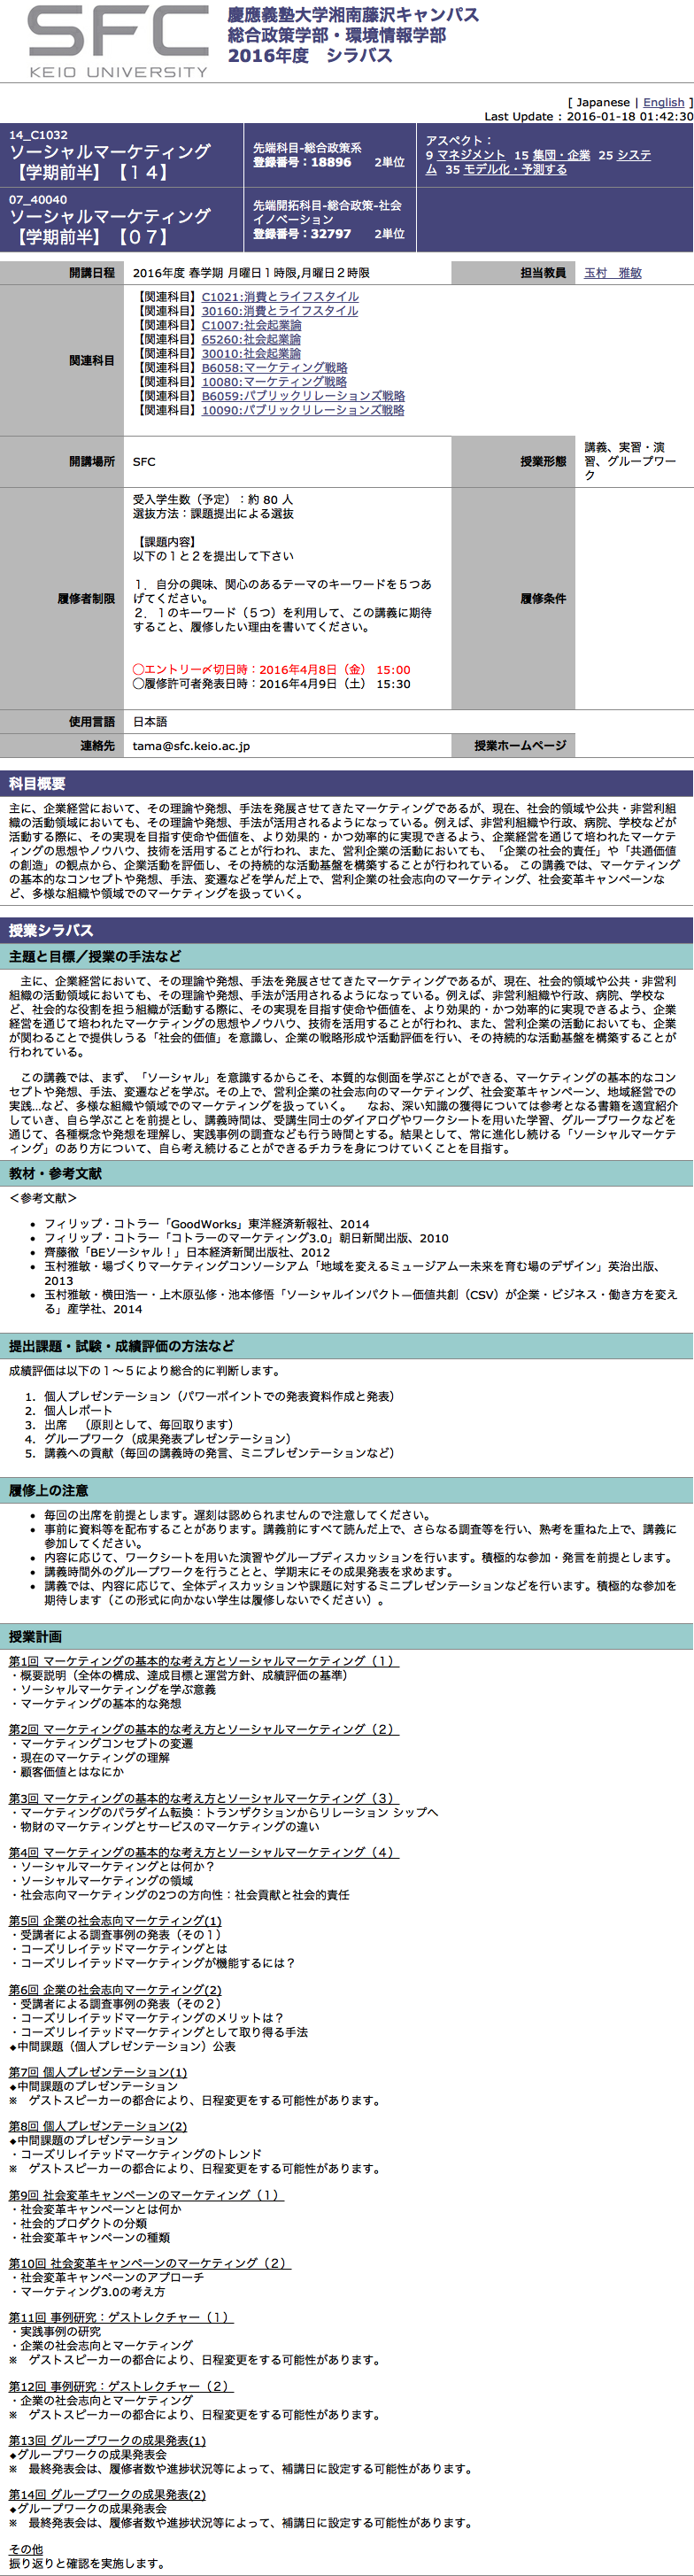 SFC
KEIO UNIVERSITY
慶應義塾大学湘南藤沢キャンパス
総合政策学部・環境情報学部
2016年度　シラバス
[ Japanese | English ]
Last Update : 2016-01-18 01:42:30
14_C1032
ソーシャルマーケティング
【学期前半】【１４】
先端科目-総合政策系
登録番号：18896　　2単位
アスペクト：
9 マネジメント 15 集団・企業 25 システ
ム 35 モデル化・予測する
07_40040
ソーシャルマーケティング
【学期前半】【０７】
先端開拓科目-総合政策-社会
イノベーション
登録番号：32797　　2単位
開講日程
2016年度 春学期 月曜日１時限,月曜日２時限
担当教員
玉村　雅敏
関連科目
【関連科目】C1021:消費とライフスタイル
【関連科目】30160:消費とライフスタイル
【関連科目】C1007:社会起業論
【関連科目】65260:社会起業論
【関連科目】30010:社会起業論
【関連科目】B6058:マーケティング戦略
【関連科目】10080:マーケティング戦略
【関連科目】B6059:パブリックリレーションズ戦略
【関連科目】10090:パブリックリレーションズ戦略
開講場所
SFC
授業形態
講義、実習・演
習、グループワー
ク
履修者制限
受入学生数（予定）：約 80 人
選抜方法：課題提出による選抜
【課題内容】
以下の１と２を提出して下さい
１．自分の興味、関心のあるテーマのキーワードを５つあ
げてください。
２．１のキーワード（５つ）を利用して、この講義に期待
すること、履修したい理由を書いてください。
◯エントリー〆切日時：2016年4月8日（金） 15:00
◯履修許可者発表日時：2016年4月9日（土） 15:30
履修条件
使用言語
日本語
連絡先
tama@sfc.keio.ac.jp
授業ホームページ
科目概要
主に、企業経営において、その理論や発想、手法を発展させてきたマーケティングであるが、現在、社会的領域や公共・非営利組
織の活動領域においても、その理論や発想、手法が活用されるようになっている。例えば、非営利組織や行政、病院、学校などが
活動する際に、その実現を目指す使命や価値を、より効果的・かつ効率的に実現できるよう、企業経営を通じて培われたマーケテ
ィングの思想やノウハウ、技術を活用することが行われ、また、営利企業の活動においても、「企業の社会的責任」や「共通価値
の創造」の観点から、企業活動を評価し、その持続的な活動基盤を構築することが行われている。 この講義では、マーケティング
の基本的なコンセプトや発想、手法、変遷などを学んだ上で、営利企業の社会志向のマーケティング、社会変革キャンペーンな
ど、多様な組織や領域でのマーケティングを扱っていく。
授業シラバス
主題と目標／授業の手法など
　主に、企業経営において、その理論や発想、手法を発展させてきたマーケティングであるが、現在、社会的領域や公共・非営利
組織の活動領域においても、その理論や発想、手法が活用されるようになっている。例えば、非営利組織や行政、病院、学校な
ど、社会的な役割を担う組織が活動する際に、その実現を目指す使命や価値を、より効果的・かつ効率的に実現できるよう、企業
経営を通じて培われたマーケティングの思想やノウハウ、技術を活用することが行われ、また、営利企業の活動においても、企業
が関わることで提供しうる「社会的価値」を意識し、企業の戦略形成や活動評価を行い、その持続的な活動基盤を構築することが
行われている。
　この講義では、まず、「ソーシャル」を意識するからこそ、本質的な側面を学ぶことができる、マーケティングの基本的なコン
セプトや発想、手法、変遷などを学ぶ。その上で、営利企業の社会志向のマーケティング、社会変革キャンペーン、地域経営での
実践…など、多様な組織や領域でのマーケティングを扱っていく。　なお、深い知識の獲得については参考となる書籍を適宜紹介
していき、自ら学ぶことを前提とし、講義時間は、受講生同士のダイアログやワークシートを用いた学習、グループワークなどを
通じて、各種概念や発想を理解し、実践事例の調査なども行う時間とする。結果として、常に進化し続ける「ソーシャルマーケテ
ィング」のあり方について、自ら考え続けることができるチカラを身につけていくことを目指す。
教材・参考文献
＜参考文献＞
• フィリップ・コトラー「GoodWorks」東洋経済新報社、2014
• フィリップ・コトラー「コトラーのマーケティング3.0」朝日新聞出版、2010
• 齊藤徹「BEソーシャル！」日本経済新聞出版社、2012
• 玉村雅敏・場づくりマーケティングコンソーシアム「地域を変えるミュージアムー未来を育む場のデザイン」英治出版、
2013
• 玉村雅敏・横田浩一・上木原弘修・池本修悟「ソーシャルインパクト―価値共創（CSV）が企業・ビジネス・働き方を変え
る」産学社、2014
提出課題・試験・成績評価の方法など
成績評価は以下の１～５により総合的に判断します。
1. 個人プレゼンテーション（パワーポイントでの発表資料作成と発表）
2. 個人レポート
3. 出席　（原則として、毎回取ります）
4. グループワーク（成果発表プレゼンテーション）
5. 講義への貢献（毎回の講義時の発言、ミニプレゼンテーションなど）
履修上の注意
• 毎回の出席を前提とします。遅刻は認められませんので注意してください。
• 事前に資料等を配布することがあります。講義前にすべて読んだ上で、さらなる調査等を行い、熟考を重ねた上で、講義に
参加してください。
• 内容に応じて、ワークシートを用いた演習やグループディスカッションを行います。積極的な参加・発言を前提とします。
• 講義時間外のグループワークを行うことと、学期末にその成果発表を求めます。
• 講義では、内容に応じて、全体ディスカッションや課題に対するミニプレゼンテーションなどを行います。積極的な参加を
期待します（この形式に向かない学生は履修しないでください）。
授業計画
第1回 マーケティングの基本的な考え方とソーシャルマーケティング（１）
・概要説明（全体の構成、達成目標と運営方針、成績評価の基準）
・ソーシャルマーケティングを学ぶ意義
・マーケティングの基本的な発想
第2回 マーケティングの基本的な考え方とソーシャルマーケティング（２）
・マーケティングコンセプトの変遷
・現在のマーケティングの理解
・顧客価値とはなにか
第3回 マーケティングの基本的な考え方とソーシャルマーケティング（３）
・マーケティングのパラダイム転換：トランザクションからリレーション シップへ
・物財のマーケティングとサービスのマーケティングの違い
第4回 マーケティングの基本的な考え方とソーシャルマーケティング（４）
・ソーシャルマーケティングとは何か？
・ソーシャルマーケティングの領域
・社会志向マーケティングの2つの方向性：社会貢献と社会的責任
第5回 企業の社会志向マーケティング(1)
・受講者による調査事例の発表（その１）
・コーズリレイテッドマーケティングとは
・コーズリレイテッドマーケティングが機能するには？
第6回 企業の社会志向マーケティング(2)
・受講者による調査事例の発表（その２）
・コーズリレイテッドマーケティングのメリットは？
・コーズリレイテッドマーケティングとして取り得る手法
◆中間課題（個人プレゼンテーション）公表
第7回 個人プレゼンテーション(1)
◆中間課題のプレゼンテーション
※　ゲストスピーカーの都合により、日程変更をする可能性があります。
第8回 個人プレゼンテーション(2)
◆中間課題のプレゼンテーション
・コーズリレイテッドマーケティングのトレンド
※　ゲストスピーカーの都合により、日程変更をする可能性があります。
第9回 社会変革キャンペーンのマーケティング（１）
・社会変革キャンペーンとは何か
・社会的プロダクトの分類
・社会変革キャンペーンの種類
第10回 社会変革キャンペーンのマーケティング（２）
・社会変革キャンペーンのアプローチ
・マーケティング3.0の考え方
第11回 事例研究：ゲストレクチャー（１）
・実践事例の研究
・企業の社会志向とマーケティング
※　ゲストスピーカーの都合により、日程変更をする可能性があります。
第12回 事例研究：ゲストレクチャー（２）
・企業の社会志向とマーケティング
※　ゲストスピーカーの都合により、日程変更をする可能性があります。
第13回 グループワークの成果発表(1)
◆グループワークの成果発表会
※　最終発表会は、履修者数や進捗状況等によって、補講日に設定する可能性があります。
第14回 グループワークの成果発表(2)
◆グループワークの成果発表会
※　最終発表会は、履修者数や進捗状況等によって、補講日に設定する可能性があります。
その他
振り返りと確認を実施します。